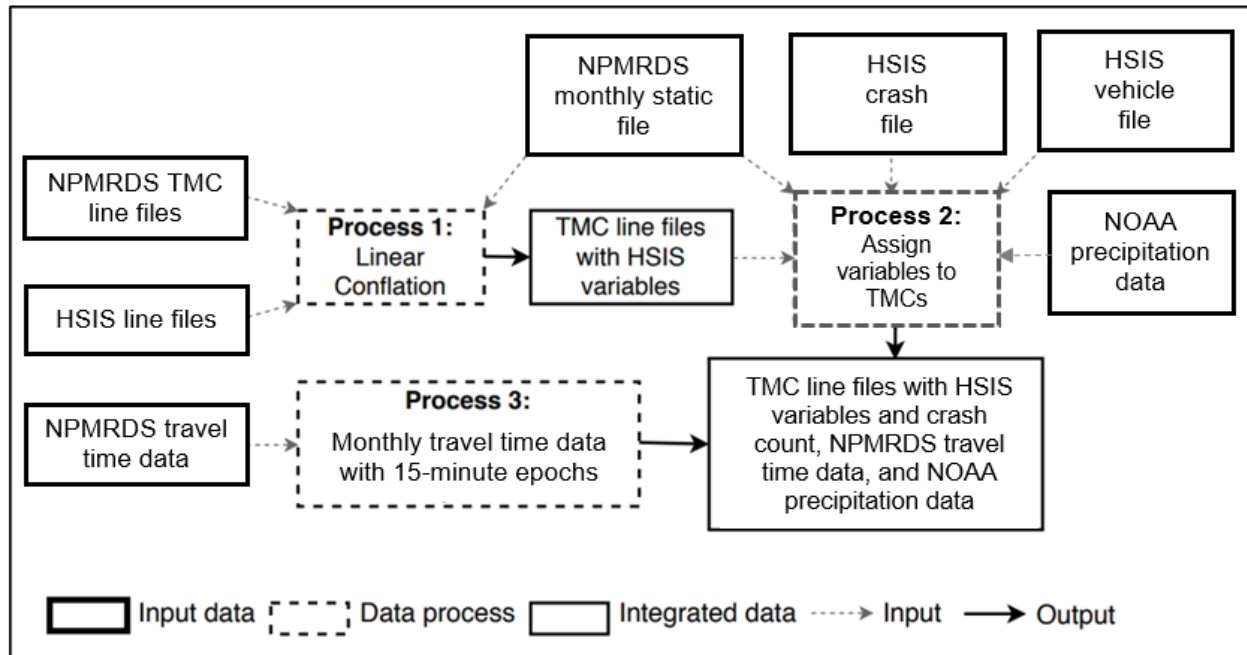 NPMRDS
monthly static
file
HSIS
crash
file
HSIS
vehicle
file
NPMRDS TMC
line files
Process 1:
Linear
Conflation
TMC line files
with HSIS
variables
Process 2:
Assign
variables to
TMCs
NOAA
precipitation
data
HSIS line files
NPMRDS travel
time data
Process 3:
Monthly travel time data
with 15-minute epochs
TMC line files with HSIS
variables and crash
count, NPMRDS travel
time data, and NOAA
precipitation data
Input data
Data process
Integrated data
Input
Output